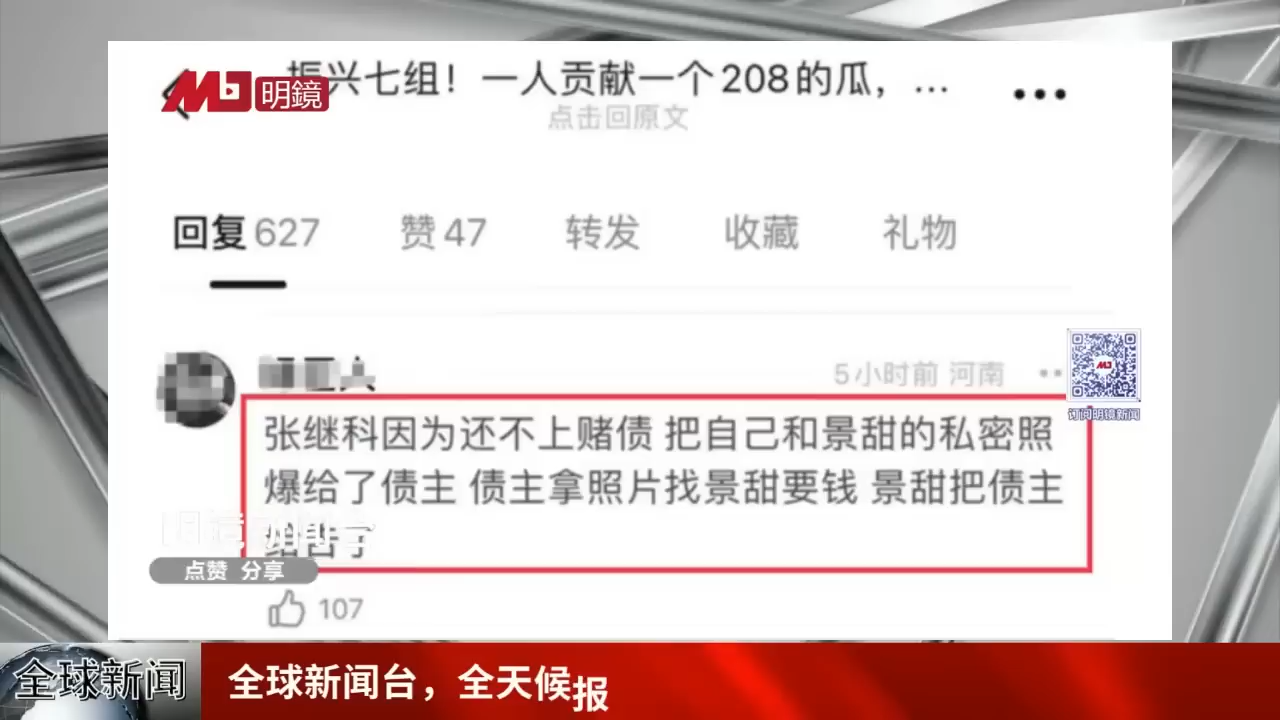 明鏡
振兴七组！一人贡献一个208的瓜，...
点击回原文
回复 627 赞 47 转发 收藏 礼物
5小时前 河南
张继科因为还不上赌债 把自己和景甜的私密照
爆给了债主 债主拿照片找景甜要钱 景甜把债主
订阅明镜新闻
点赞 分享
107
全球新闻
全球新闻台，全天候报